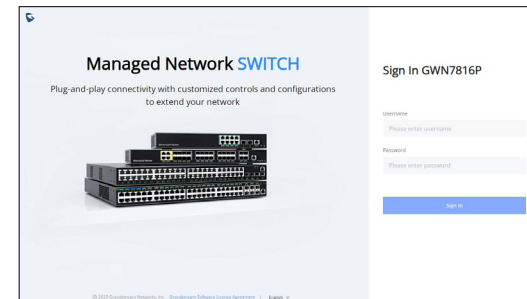 Managed Network SWITCH
Plug-and-play connectivity with customized controls and configurations
to extend your network
© 2023 Grandstream Networks, Inc. Grandstream Software License Agreement | English
Sign In GWN7816P
Username
Please enter username
Password
Please enter password
Sign in